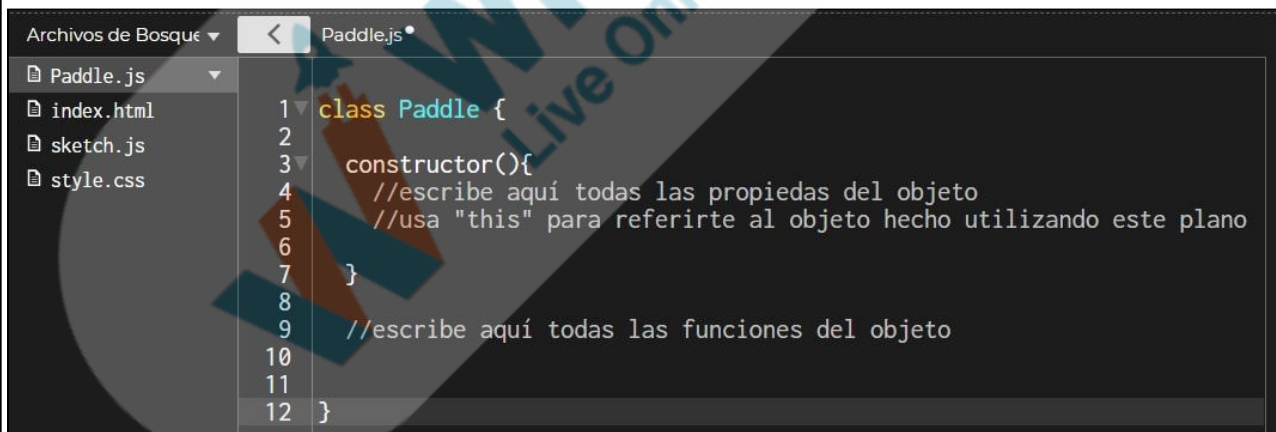 Archivos de Bosque
Paddle.js
Paddle.js
index.html
sketch.js
style.css
1 class Paddle {
2
3 constructor(){
4 //escribe aquí todas las propiedas del objeto
5 //usa "this" para referirte al objeto hecho utilizando este plano
6
7 }
8
9 //escribe aquí todas las funciones del objeto
10
11
12 }
Live